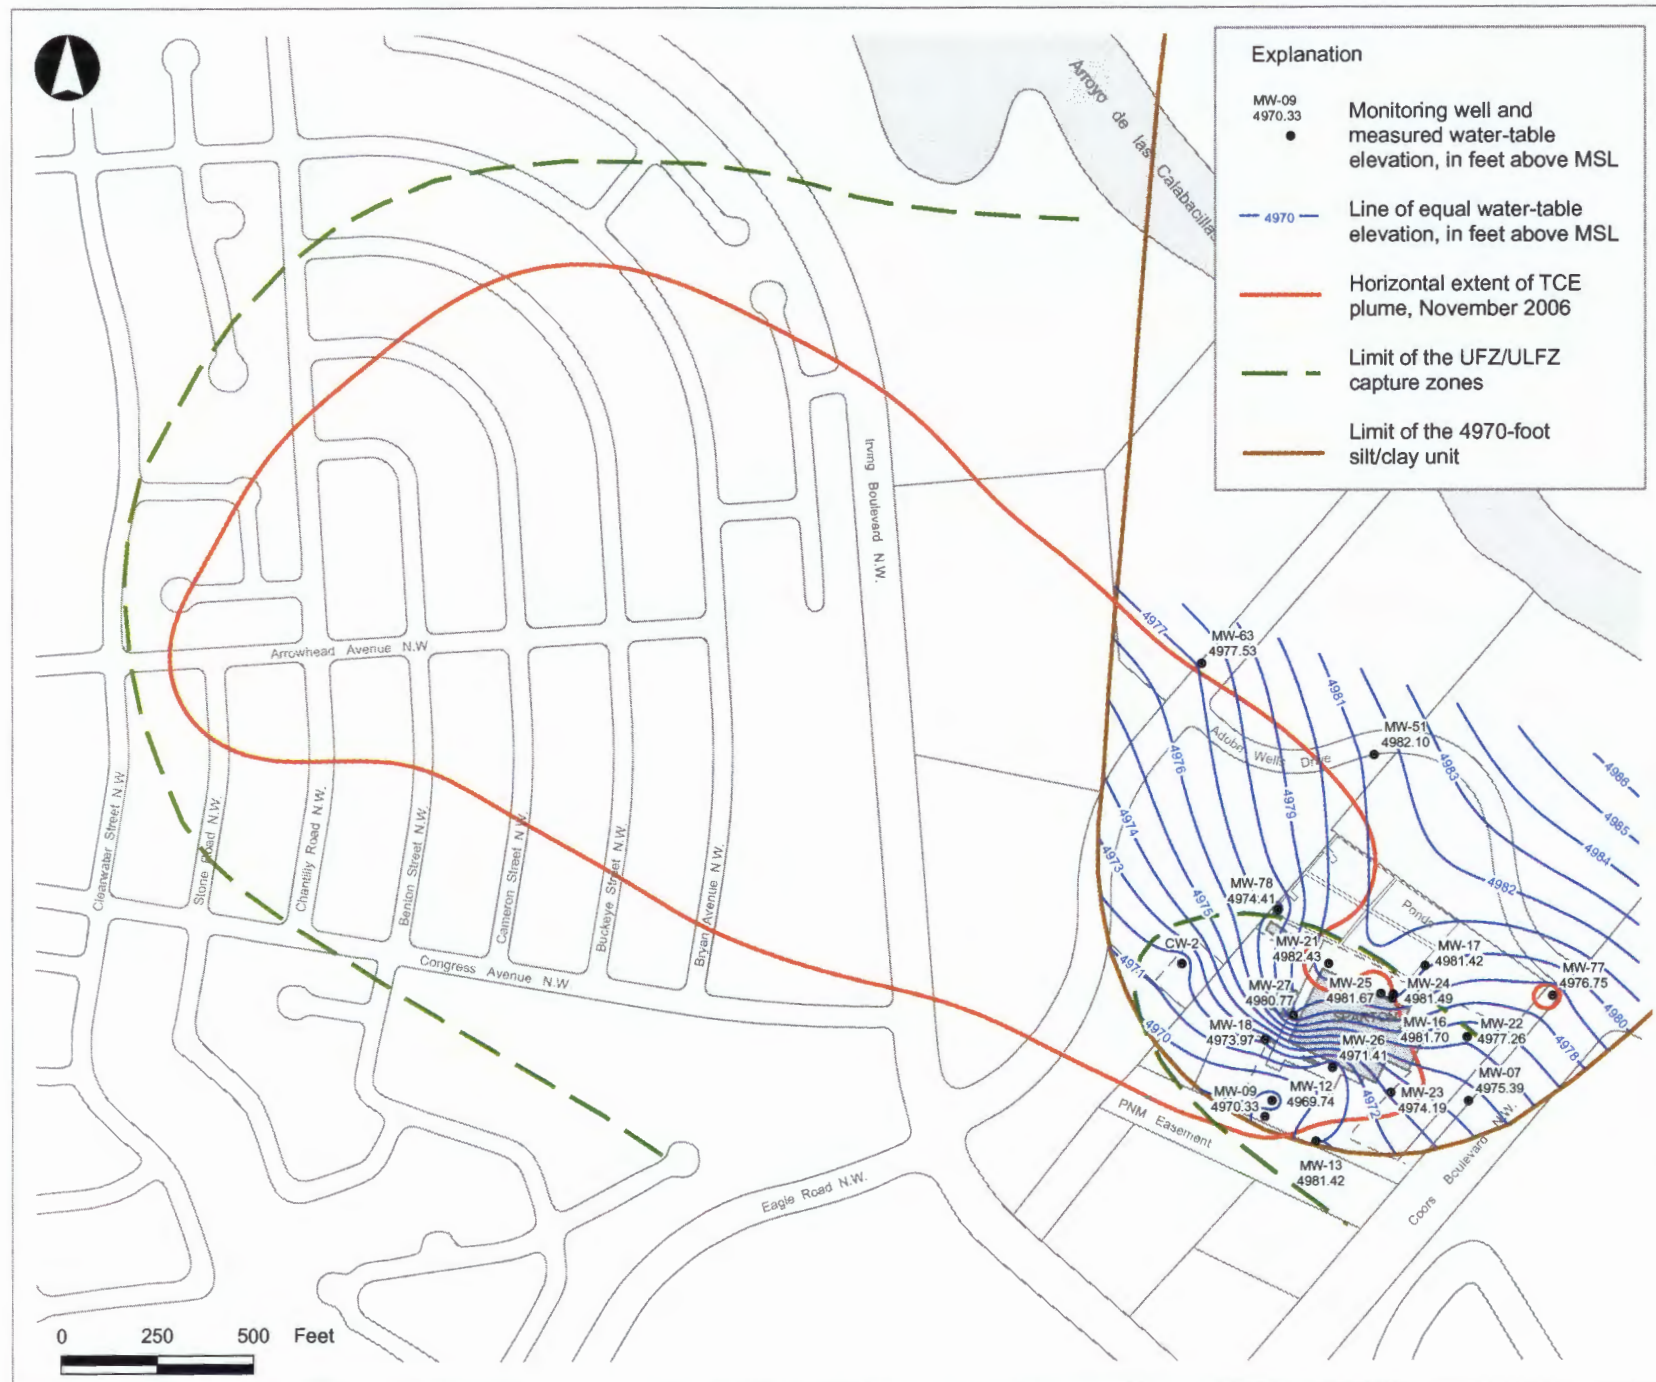 Explanation
MW-09
4970.33
Monitoring well and
measured water-table
elevation, in feet above MSL
4970
Line of equal water-table
elevation, in feet above MSL
Horizontal extent of TCE
plume, November 2006
Limit of the UFZ/ULFZ
capture zones
Limit of the 4970-foot
silt/clay unit
Arroyo de las Calabacillas
Irving Boulevard N.W.
Arrowhead Avenue N.W
Clearwater Street N.W
Stone Road N.W.
Chantilly Road N.W.
Benton Street N.W.
Cameron Street N.W.
Buckeye Street N.W.
Bryan Avenue N.W.
Congress Avenue N.W
Eagle Road N.W.
PNM Easement
Coors Boulevard N.W.
Adobe Wells Drive
Ponds
SPARTON
4977
MW-63
4977.53
4981
MW-51
4982.10
4976
4983
4986
4979
4985
4974
4984
4973
4982
4975
MW-78
4974.41
CW-2
MW-21
4982.43
MW-17
4981.42
MW-77
4976.75
4971
MW-27
4980.77
MW-25
4981.67
MW-24
4981.49
4980
4970
MW-18
4973.97
MW-16
4981.70
MW-22
4977.26
4978
MW-26
4971.41
MW-07
4975.39
MW-09
4970.33
MW-12
4969.74
4972
MW-23
4974.19
MW-13
4981.42
0 250 500 Feet